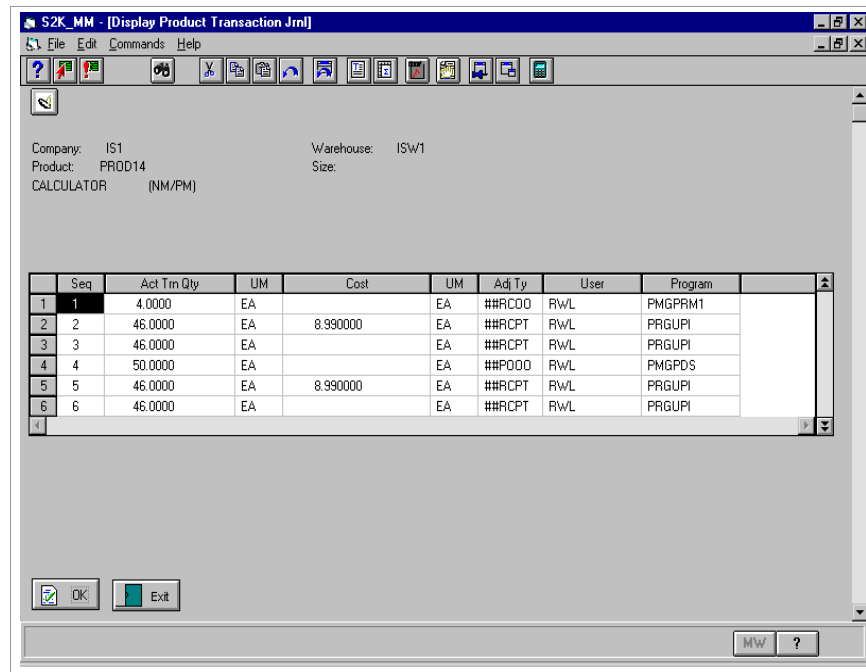 S2K_MM - [Display Product Transaction Jrnl]
File Edit Commands Help
Company: IS1 Warehouse: ISW1
Product: PROD14 Size:
CALCULATOR (NM/PM)
Seq Act Trn Qty UM Cost UM Adj Ty User Program
1 1 4.0000 EA EA ##RCOO RWL PMGPRM1
2 2 46.0000 EA 8.990000 EA ##RCPT RWL PRGUPI
3 3 46.0000 EA EA ##RCPT RWL PRGUPI
4 4 50.0000 EA EA ##POOO RWL PMGPDS
5 5 46.0000 EA 8.990000 EA ##RCPT RWL PRGUPI
6 6 46.0000 EA EA ##RCPT RWL PRGUPI
OK Exit
MW ?